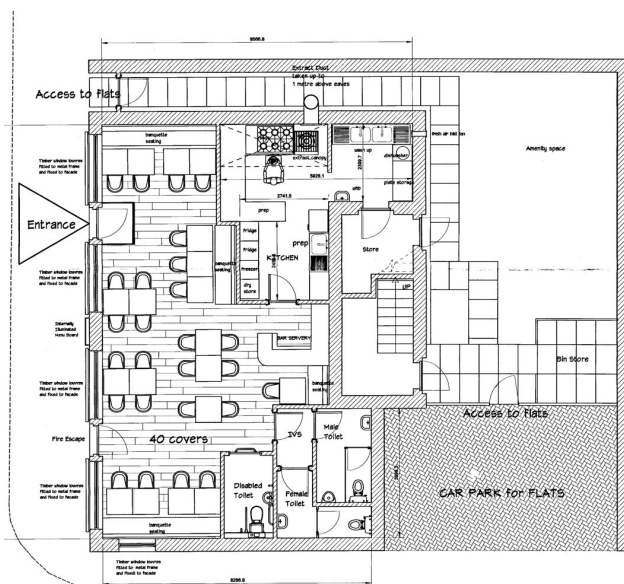 9566.8
Extract Duct
taken up to
1 metre above eaves
Access to flats
banquette
seating
extract canopy
wash up
dishwasher
plate storage
Amenity space
Timber window louvres
fitted to metal frame
and fixed to facade
5928.1
2741.5
whb
prep
Entrance
fridge
fridge
freezer
dry
store
prep
KITCHEN
Store
banquette
seating
Timber window louvres
fitted to metal frame
and fixed to facade
UP
Internally
Illuminated
Menu Board
BAR SERVERY
Bin Store
Timber window louvres
fitted to metal frame
and fixed to facade
banquette
seating
Access to flats
Fire Escape
40 covers
IVS
Male
Toilet
Timber window louvres
fitted to metal frame
and fixed to facade
Disabled
Toilet
Female
Toilet
CAR PARK for FLATS
banquette
seating
Timber window louvres
fitted to metal frame
and fixed to facade
8286.9